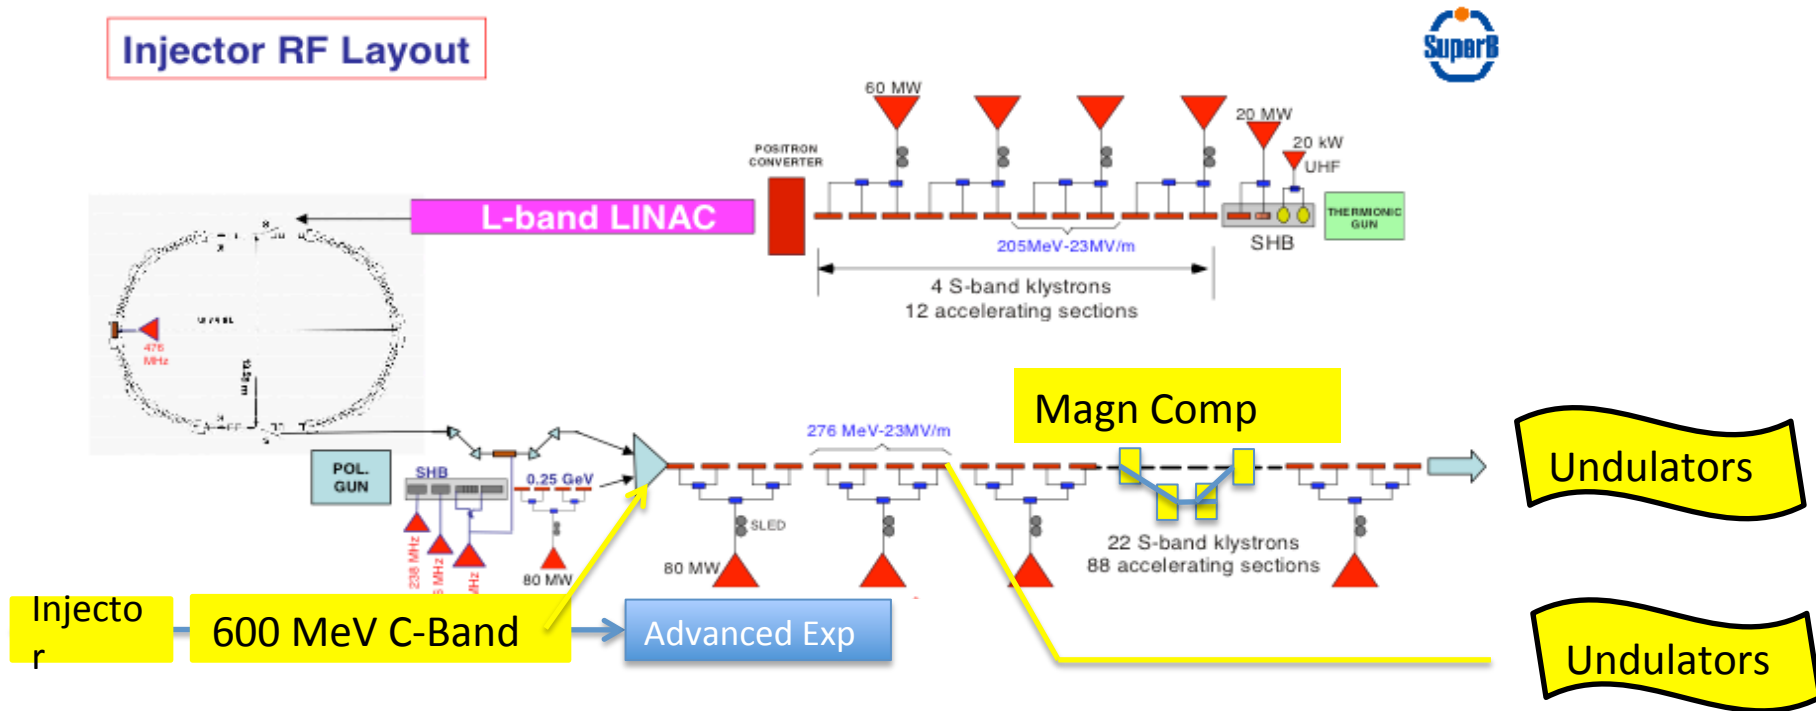 Injector RF Layout
SuperB
60 MW
20 MW
20 kW
UHF
POSITRON
CONVERTER
L-band LINAC
THERMIONIC
GUN
SHB
205MeV-23MV/m
4 S-band klystrons
12 accelerating sections
476
MHz
Magn Comp
276 MeV-23MV/m
POL.
GUN
SHB
0.25 GeV
Undulators
SLED
238 MHz
MHz
MHz
80 MW
80 MW
22 S-band klystrons
88 accelerating sections
Injecto
r
600 MeV C-Band
Advanced Exp
Undulators